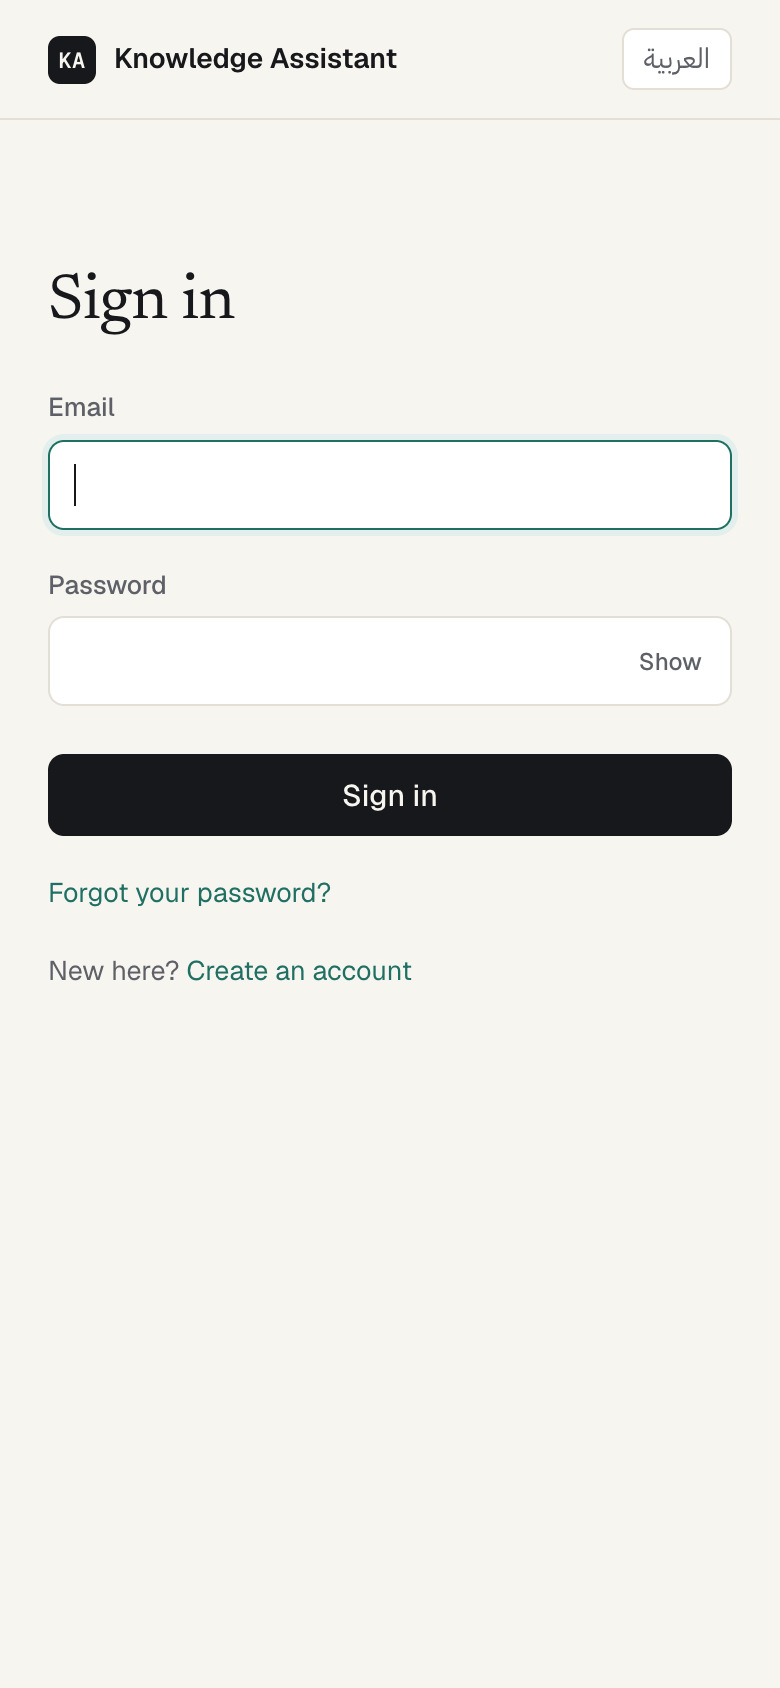 KA Knowledge Assistant العربية
Sign in
Email
Password
Show
Sign in
Forgot your password?
New here? Create an account